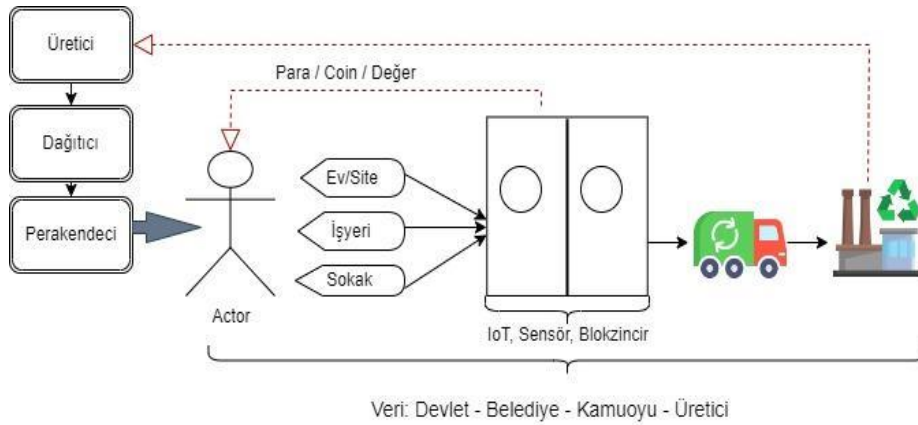 Üretici
Para / Coin / Değer
Dağıtıcı
Ev/Site
Perakendeci
İşyeri
Sokak
Actor
IoT, Sensör, Blokzincir
Veri: Devlet - Belediye - Kamuoyu - Üretici